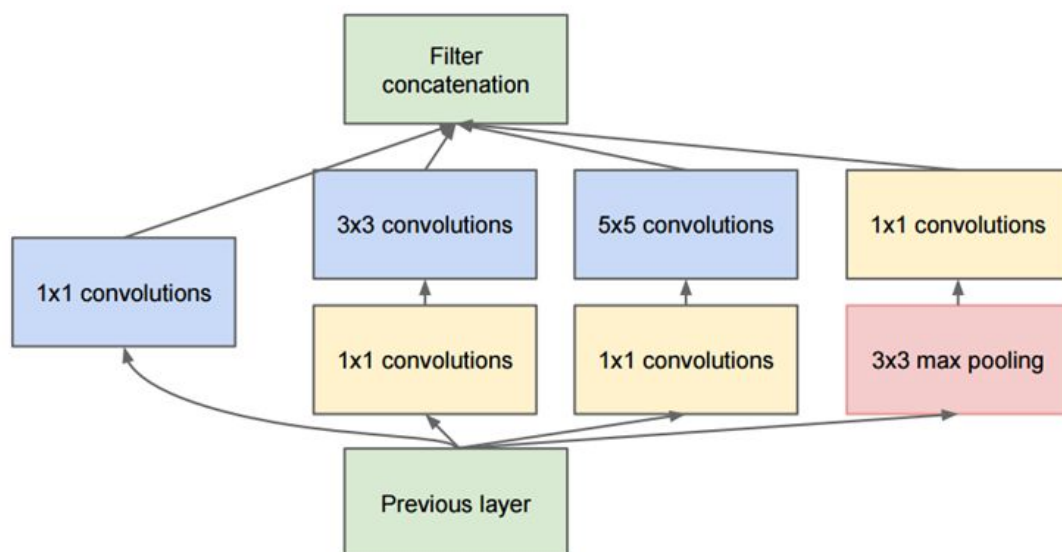 Filter
concatenation
3x3 convolutions
5x5 convolutions
1x1 convolutions
1x1 convolutions
1x1 convolutions
1x1 convolutions
3x3 max pooling
Previous layer